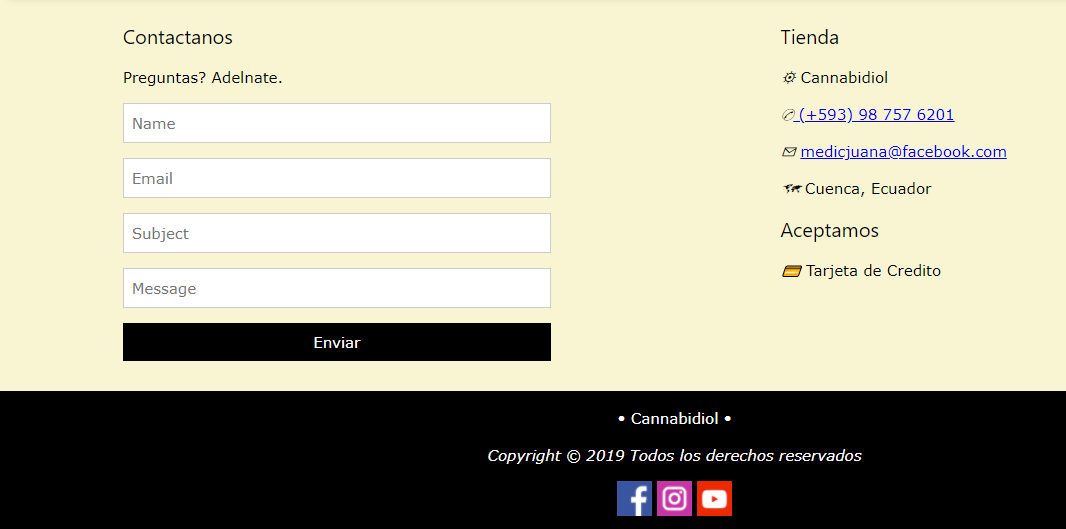 Contactanos
Preguntas? Adelnate.
Name
Email
Subject
Message
Enviar
Tienda
Cannabidiol
(+593) 98 757 6201
medicjuana@facebook.com
Cuenca, Ecuador
Aceptamos
Tarjeta de Credito
• Cannabidiol •
Copyright © 2019 Todos los derechos reservados